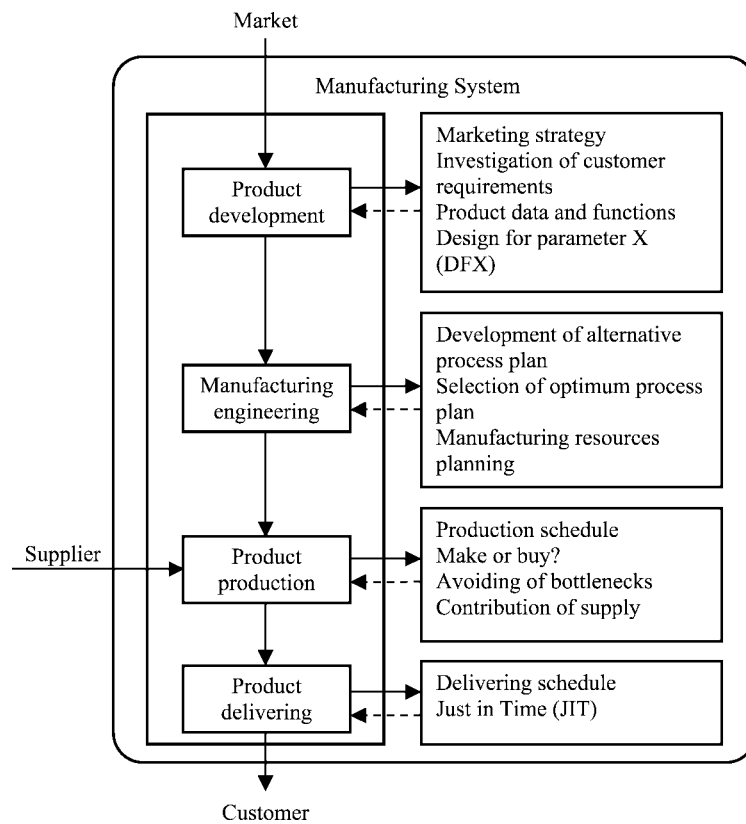 Market
Manufacturing System
Product
development
Marketing strategy
Investigation of customer
requirements
Product data and functions
Design for parameter X
(DFX)
Manufacturing
engineering
Development of alternative
process plan
Selection of optimum process
plan
Manufacturing resources
planning
Supplier
Product
production
Production schedule
Make or buy?
Avoiding of bottlenecks
Contribution of supply
Product
delivering
Delivering schedule
Just in Time (JIT)
Customer